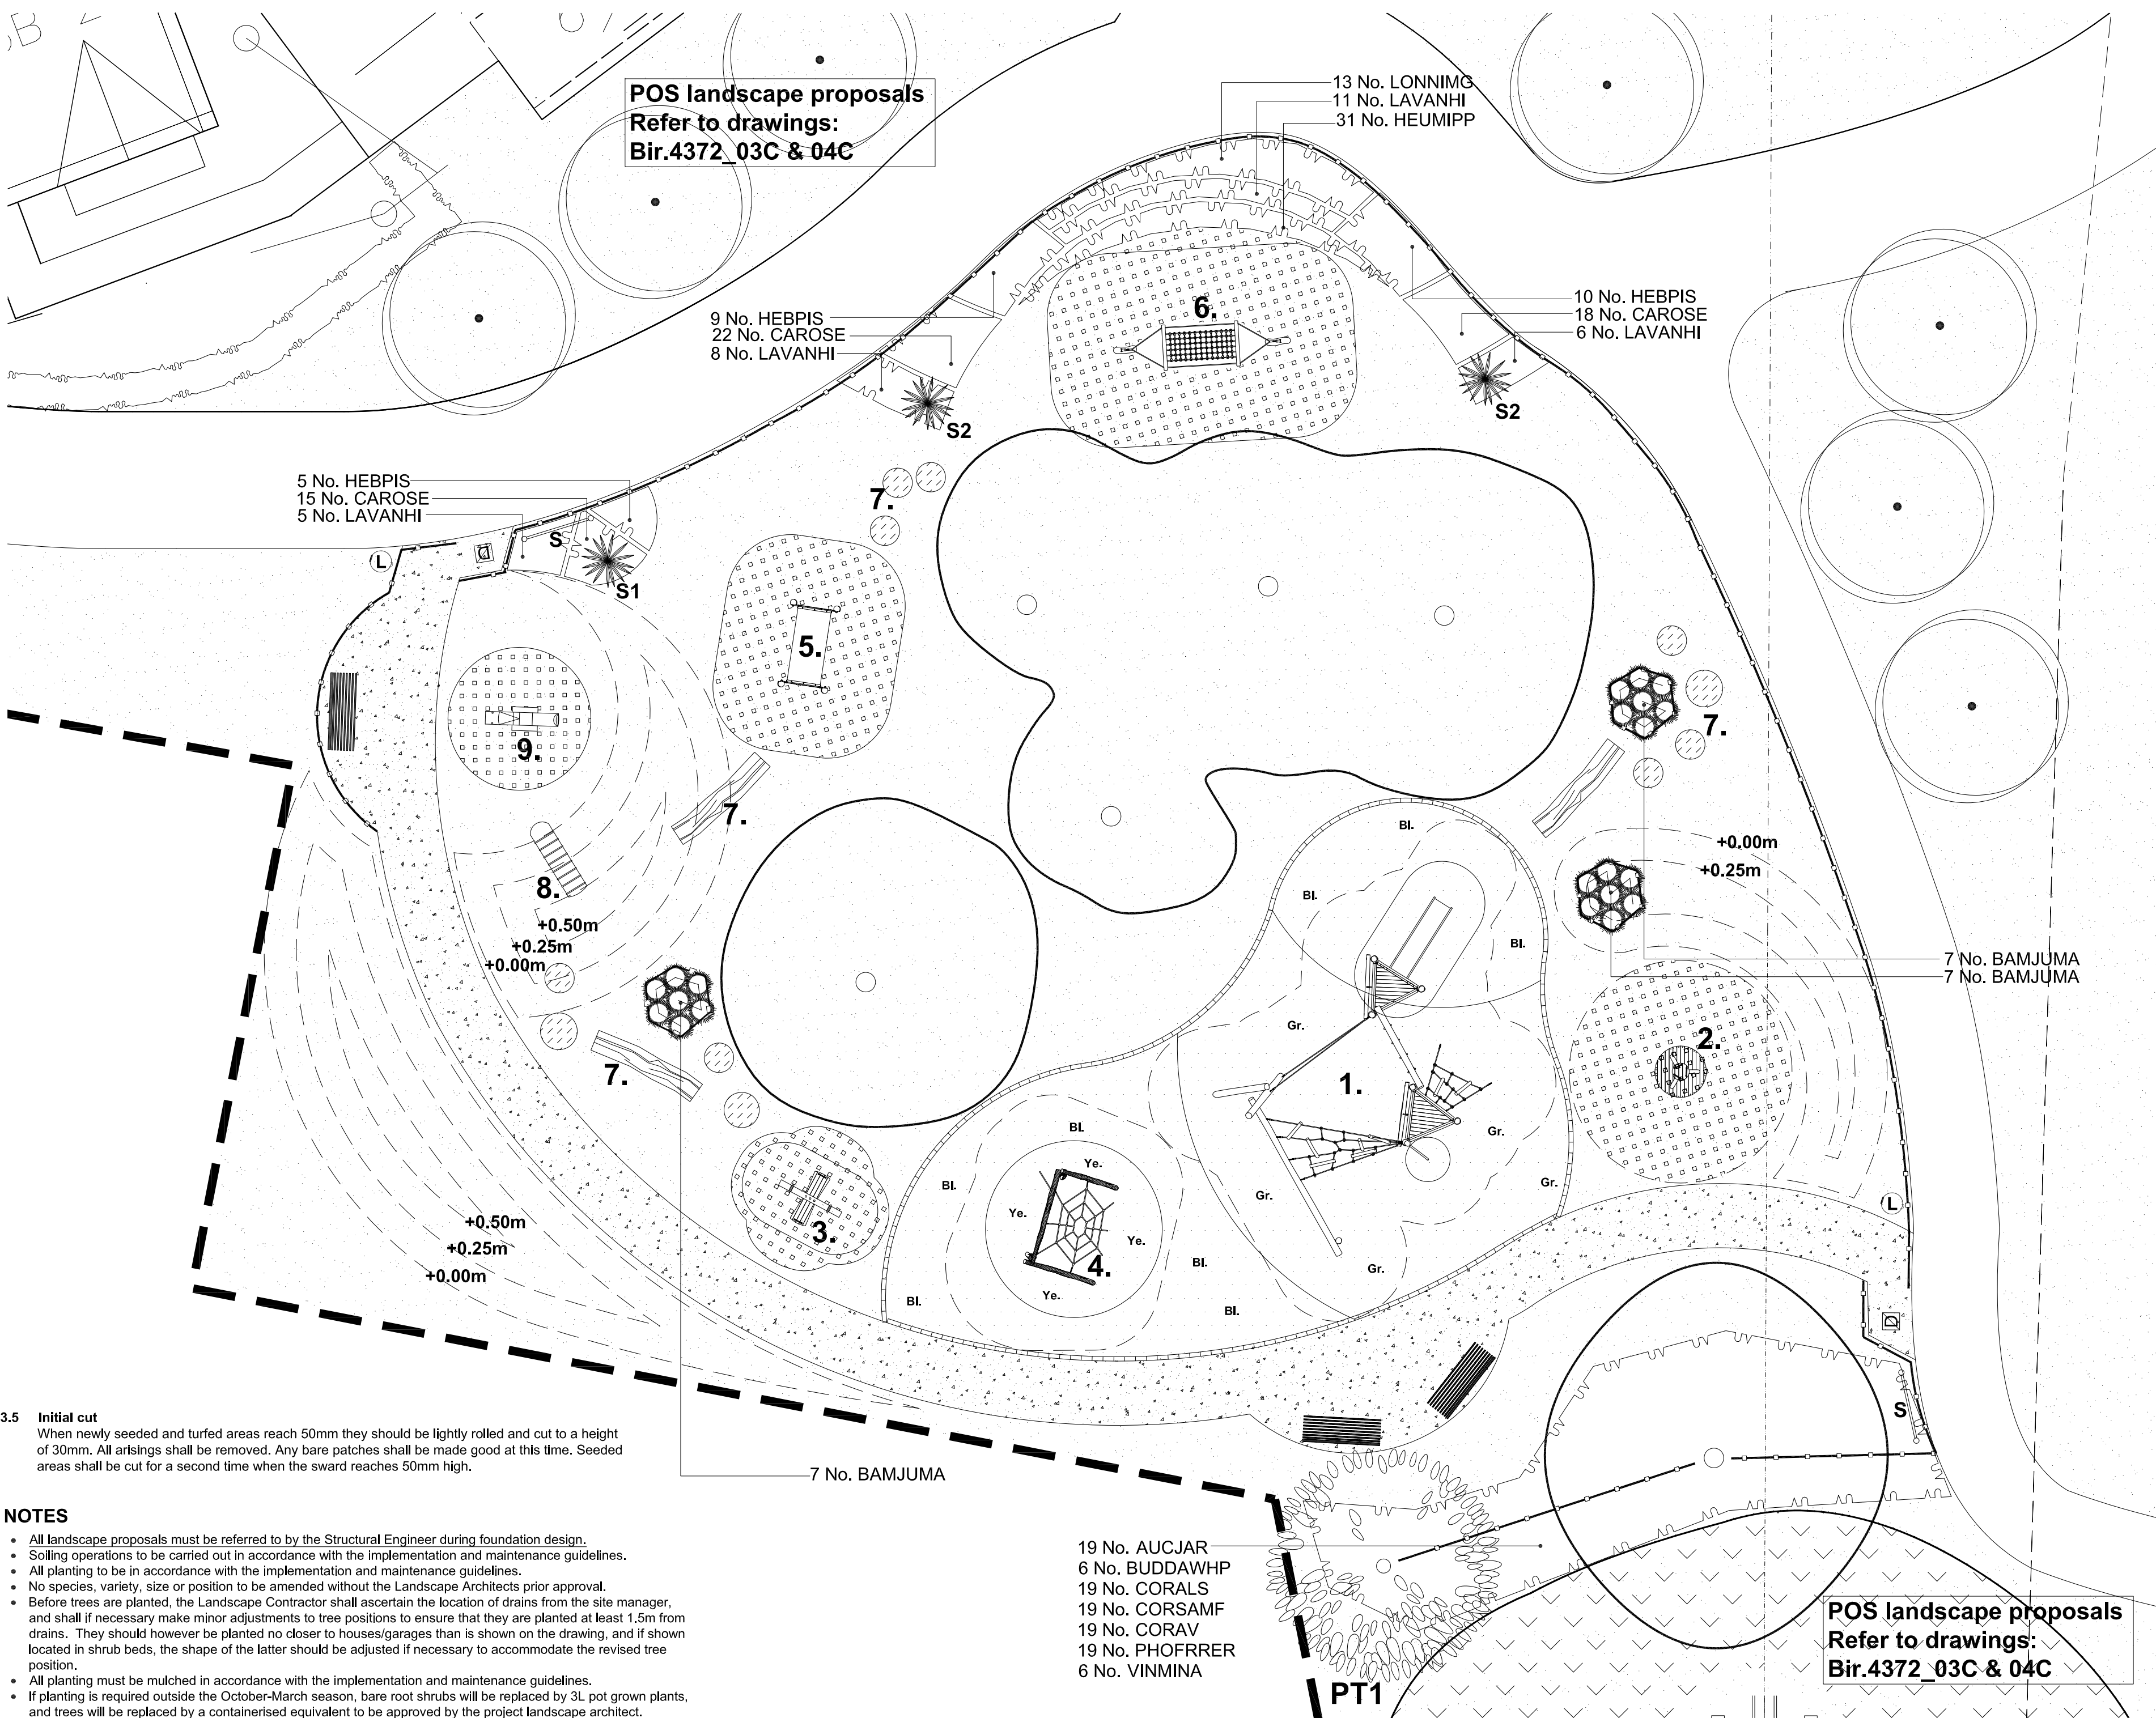 POS landscape proposals
Refer to drawings:
Bir.4372_03C & 04C
13 No. LONNIMG
11 No. LAVANHI
31 No. HEUMIPP
9 No. HEBPIS
22 No. CAROSE
8 No. LAVANHI
6.
10 No. HEBPIS
18 No. CAROSE
6 No. LAVANHI
S2
S2
5 No. HEBPIS
15 No. CAROSE
5 No. LAVANHI
7.
S
D
L
S1
5.
9.
7.
7.
8.
+0.50m
+0.25m
+0.00m
Bl.
Bl.
Bl.
+0.00m
+0.25m
7 No. BAMJUMA
7 No. BAMJUMA
Gr.
1.
2.
7.
Bl.
Ye.
Gr.
Bl.
Gr.
Gr.
Ye.
Ye.
3.
4.
Bl.
Gr.
Ye.
Bl.
Bl.
L
+0.50m
+0.25m
+0.00m
D
S
3.5 Initial cut
When newly seeded and turfed areas reach 50mm they should be lightly rolled and cut to a height
of 30mm. All arisings shall be removed. Any bare patches shall be made good at this time. Seeded
areas shall be cut for a second time when the sward reaches 50mm high.
7 No. BAMJUMA
NOTES
• All landscape proposals must be referred to by the Structural Engineer during foundation design.
• Soiling operations to be carried out in accordance with the implementation and maintenance guidelines.
• All planting to be in accordance with the implementation and maintenance guidelines.
• No species, variety, size or position to be amended without the Landscape Architects prior approval.
• Before trees are planted, the Landscape Contractor shall ascertain the location of drains from the site manager,
and shall if necessary make minor adjustments to tree positions to ensure that they are planted at least 1.5m from
drains. They should however be planted no closer to houses/garages than is shown on the drawing, and if shown
located in shrub beds, the shape of the latter should be adjusted if necessary to accommodate the revised tree
position.
• All planting must be mulched in accordance with the implementation and maintenance guidelines.
• If planting is required outside the October-March season, bare root shrubs will be replaced by 3L pot grown plants,
and trees will be replaced by a containerised equivalent to be approved by the project landscape architect.
19 No. AUCJAR
6 No. BUDDAWHP
19 No. CORALS
19 No. CORSAMF
19 No. CORAV
19 No. PHOFRRER
6 No. VINMINA
PT1
POS landscape proposals
Refer to drawings:
Bir.4372_03C & 04C